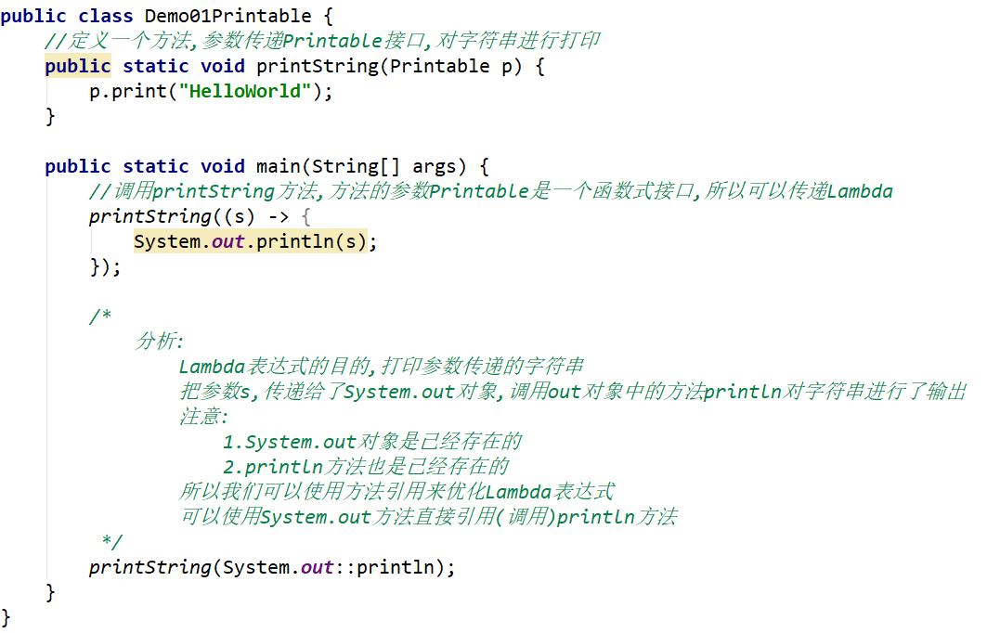 public class Demo01Printable {
    //定义一个方法,参数传递Printable接口,对字符串进行打印
    public static void printString(Printable p) {
        p.print("HelloWorld");
    }
    public static void main(String[] args) {
        //调用printString方法,方法的参数Printable是一个函数式接口,所以可以传递Lambda
        printString((s) -> {
            System.out.println(s);
        });
        /*
            分析:
                Lambda表达式的目的,打印参数传递的字符串
                把参数s,传递给了System.out对象,调用out对象中的方法println对字符串进行了输出
                注意:
                    1.System.out对象是已经存在的
                    2.println方法也是已经存在的
                所以我们可以使用方法引用来优化Lambda表达式
                可以使用System.out方法直接引用(调用)println方法
         */
        printString(System.out::println);
    }
}